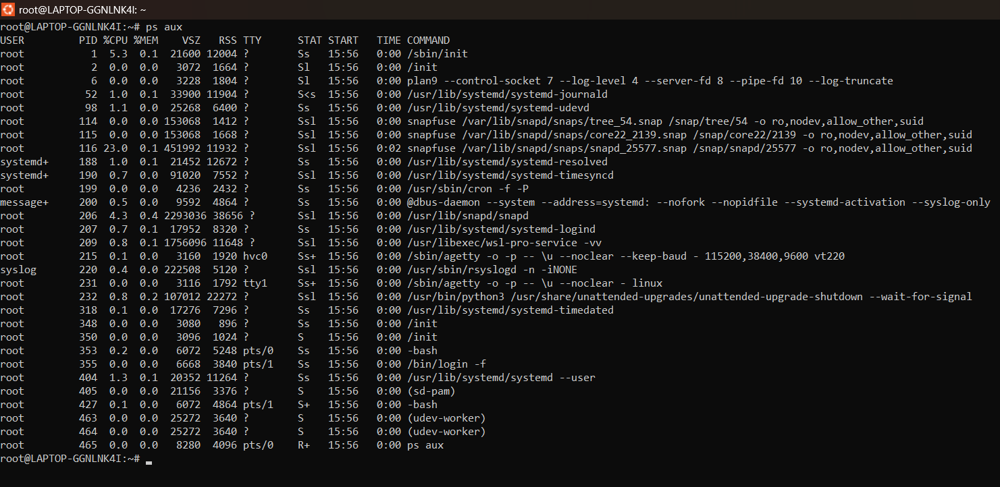 root@LAPTOP-GGNLNK4I: ~
root@LAPTOP-GGNLNK4I:~# ps aux
USER         PID %CPU %MEM    VSZ   RSS TTY      STAT START   TIME COMMAND
root           1  5.3  0.1  21600 12004 ?        Ss   15:56   0:00 /sbin/init
root           2  0.0  0.0   3072  1664 ?        Sl   15:56   0:00 /init
root           6  0.0  0.0   3228  1804 ?        Sl   15:56   0:00 plan9 --control-socket 7 --log-level 4 --server-fd 8 --pipe-fd 10 --log-truncate
root          52  1.0  0.1  33900 11904 ?        S<s  15:56   0:00 /usr/lib/systemd/systemd-journald
root          98  1.1  0.0  25268  6400 ?        Ss   15:56   0:00 /usr/lib/systemd/systemd-udevd
root         114  0.0  0.0 153068  1412 ?        Ssl  15:56   0:00 snapfuse /var/lib/snapd/snaps/tree_54.snap /snap/tree/54 -o ro,nodev,allow_other,suid
root         115  0.0  0.0 153068  1668 ?        Ssl  15:56   0:00 snapfuse /var/lib/snapd/snaps/core22_2139.snap /snap/core22/2139 -o ro,nodev,allow_other,suid
root         116 23.0  0.1 451992 11932 ?        Ssl  15:56   0:02 snapfuse /var/lib/snapd/snaps/snapd_25577.snap /snap/snapd/25577 -o ro,nodev,allow_other,suid
systemd+     188  1.0  0.1  21452 12672 ?        Ss   15:56   0:00 /usr/lib/systemd/systemd-resolved
systemd+     190  0.7  0.0  91020  7552 ?        Ssl  15:56   0:00 /usr/lib/systemd/systemd-timesyncd
root         199  0.0  0.0   4236  2432 ?        Ss   15:56   0:00 /usr/sbin/cron -f -P
message+     200  0.5  0.0   9592  4864 ?        Ss   15:56   0:00 @dbus-daemon --system --address=systemd: --nofork --nopidfile --systemd-activation --syslog-only
root         206  4.3  0.4 2293036 38656 ?       Ssl  15:56   0:00 /usr/lib/snapd/snapd
root         207  0.7  0.1  17952  8320 ?        Ss   15:56   0:00 /usr/lib/systemd/systemd-logind
root         209  0.8  0.1 1756096 11648 ?       Ssl  15:56   0:00 /usr/libexec/wsl-pro-service -vv
root         215  0.1  0.0   3160  1920 hvc0     Ss+  15:56   0:00 /sbin/agetty -o -p -- \u --noclear --keep-baud - 115200,38400,9600 vt220
syslog       220  0.4  0.0 222508  5120 ?        Ssl  15:56   0:00 /usr/sbin/rsyslogd -n -iNONE
root         231  0.0  0.0   3116  1792 tty1     Ss+  15:56   0:00 /sbin/agetty -o -p -- \u --noclear - linux
root         232  0.8  0.2 107012 22272 ?        Ssl  15:56   0:00 /usr/bin/python3 /usr/share/unattended-upgrades/unattended-upgrade-shutdown --wait-for-signal
root         318  0.1  0.0  17276  7296 ?        Ss   15:56   0:00 /usr/lib/systemd/systemd-timedated
root         348  0.0  0.0   3080   896 ?        Ss   15:56   0:00 /init
root         350  0.0  0.0   3096  1024 ?        S    15:56   0:00 /init
root         353  0.2  0.0   6072  5248 pts/0    Ss   15:56   0:00 -bash
root         355  0.0  0.0   6668  3840 pts/1    Ss   15:56   0:00 /bin/login -f
root         404  1.3  0.1  20352 11264 ?        Ss   15:56   0:00 /usr/lib/systemd/systemd --user
root         405  0.0  0.0  21156  3376 ?        S    15:56   0:00 (sd-pam)
root         427  0.1  0.0   6072  4864 pts/1    S+   15:56   0:00 -bash
root         463  0.0  0.0  25272  3640 ?        S    15:56   0:00 (udev-worker)
root         464  0.0  0.0  25272  3640 ?        S    15:56   0:00 (udev-worker)
root         465  0.0  0.0   8280  4096 pts/0    R+   15:56   0:00 ps aux
root@LAPTOP-GGNLNK4I:~#